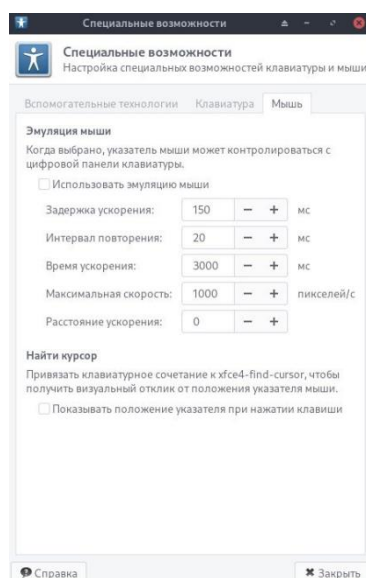 Специальные возможности
Специальные возможности
Настройка специальных возможностей клавиатуры и мыши
Вспомогательные технологии Клавиатура Мышь
Эмуляция мыши
Когда выбрано, указатель мыши может контролироваться с
цифровой панели клавиатуры.
Использовать эмуляцию мыши
Задержка ускорения: 150 − + мс
Интервал повторения: 20 − + мс
Время ускорения: 3000 − + мс
Максимальная скорость: 1000 − + пикселей/с
Расстояние ускорения: 0 − +
Найти курсор
Привязать клавиатурное сочетание к xfce4-find-cursor, чтобы
получить визуальный отклик от положения указателя мыши.
Показывать положение указателя при нажатии клавиши
Справка Закрыть